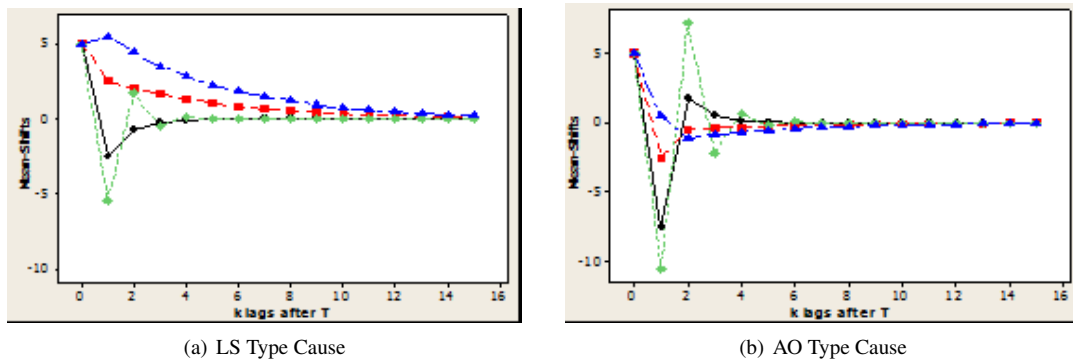 5
0
-5
-10
Mean-Shifts
0 2 4 6 8 10 12 14 16
k lags after T
(a) LS Type Cause
5
0
-5
-10
Mean-Shifts
0 2 4 6 8 10 12 14 16
k lags after T
(b) AO Type Cause